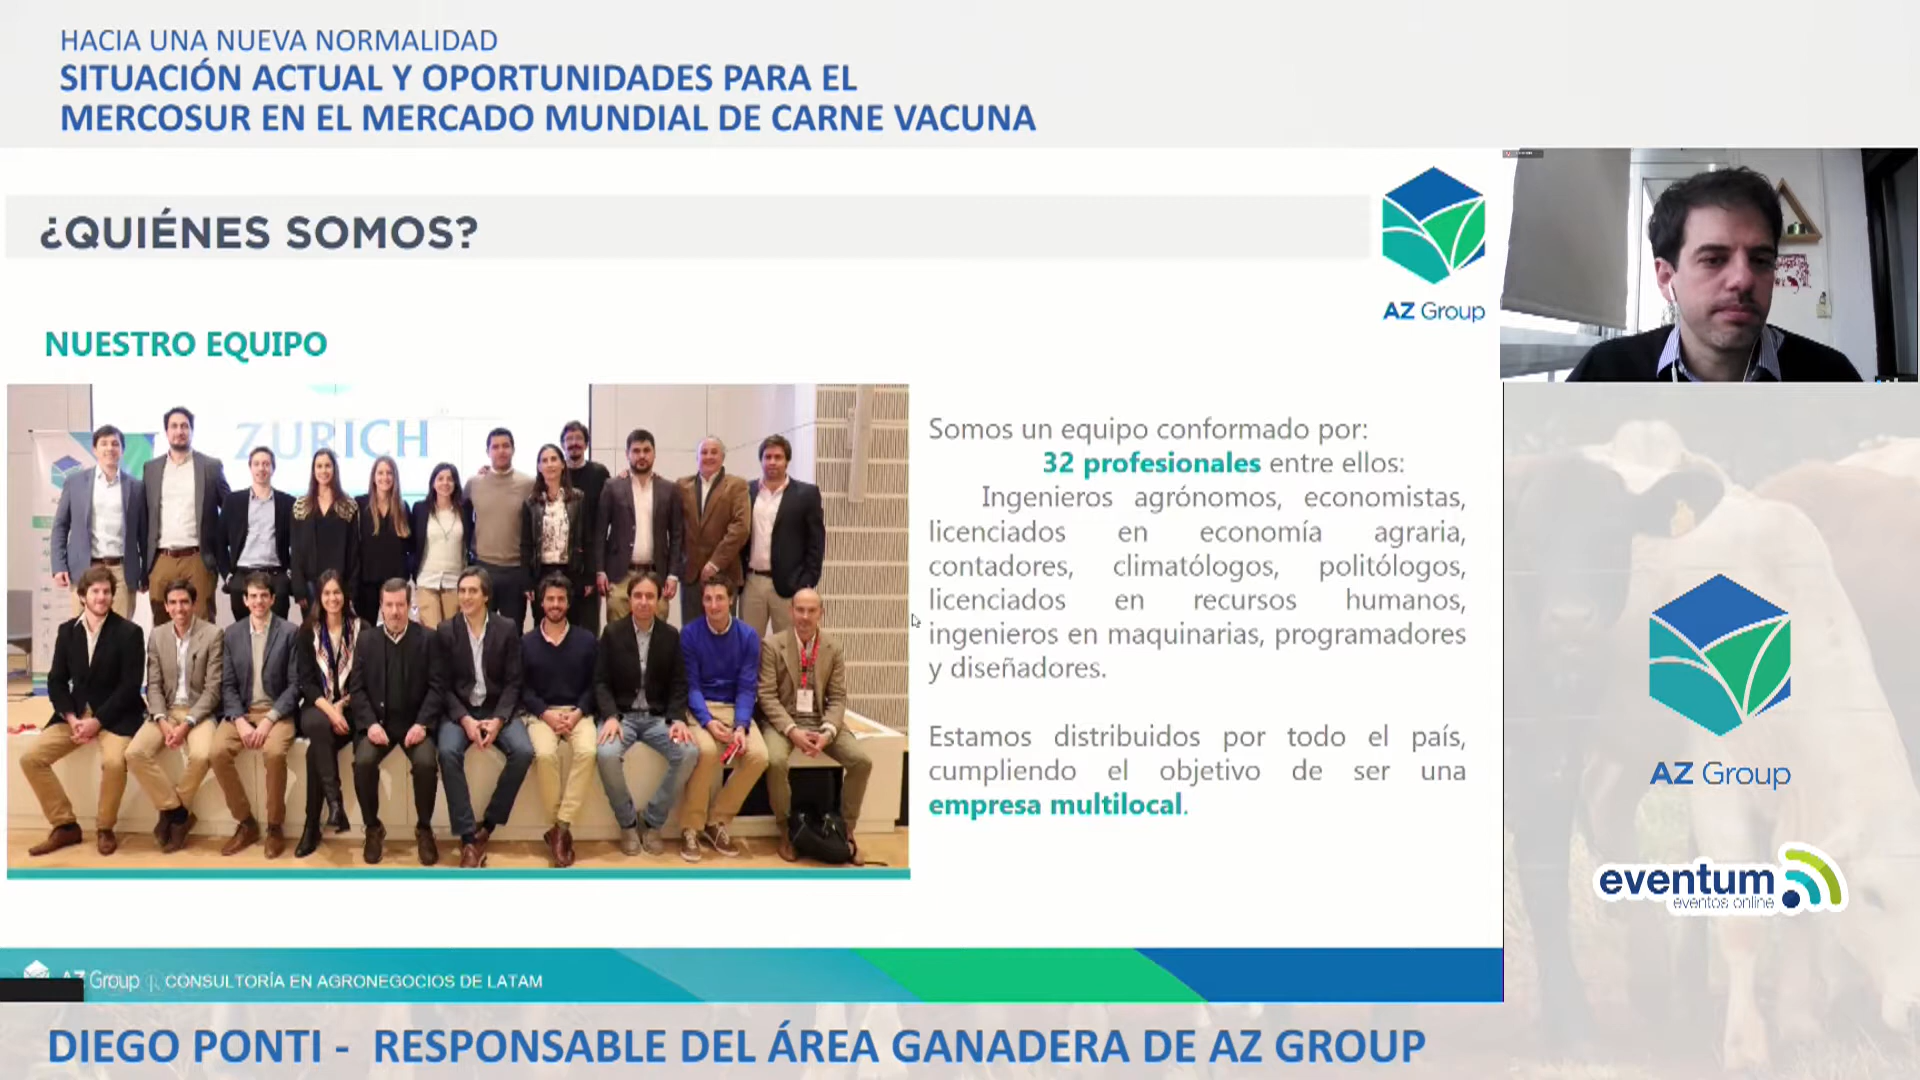 HACIA UNA NUEVA NORMALIDAD
SITUACIÓN ACTUAL Y OPORTUNIDADES PARA EL
MERCOSUR EN EL MERCADO MUNDIAL DE CARNE VACUNA
¿QUIÉNES SOMOS?
AZ Group
NUESTRO EQUIPO
ZURICH
Somos un equipo conformado por:
32 profesionales entre ellos:
Ingenieros agrónomos, economistas,
licenciados en economía agraria,
contadores, climatólogos, politólogos,
licenciados en recursos humanos,
ingenieros en maquinarias, programadores
y diseñadores.
Estamos distribuidos por todo el país,
cumpliendo el objetivo de ser una
empresa multilocal.
AZ Group
eventum
eventos online
AZ Group | CONSULTORÍA EN AGRONEGOCIOS DE LATAM
DIEGO PONTI - RESPONSABLE DEL ÁREA GANADERA DE AZ GROUP